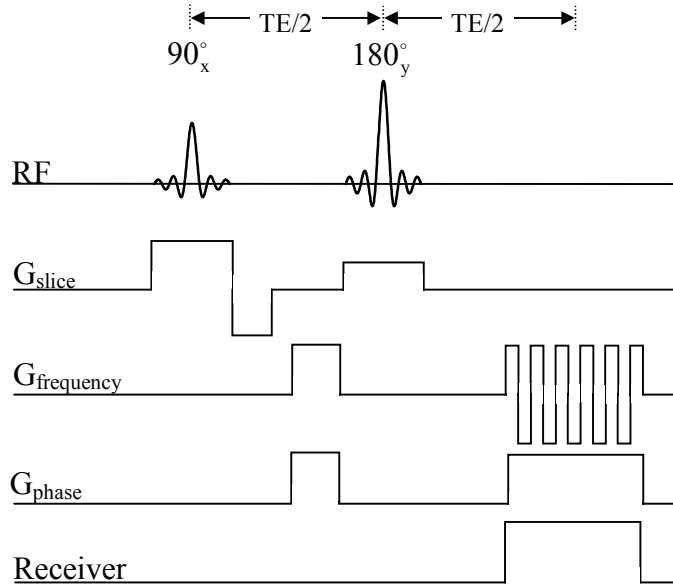 TE/2 TE/2
90°x 180°y
RF
Gslice
Gfrequency
Gphase
Receiver